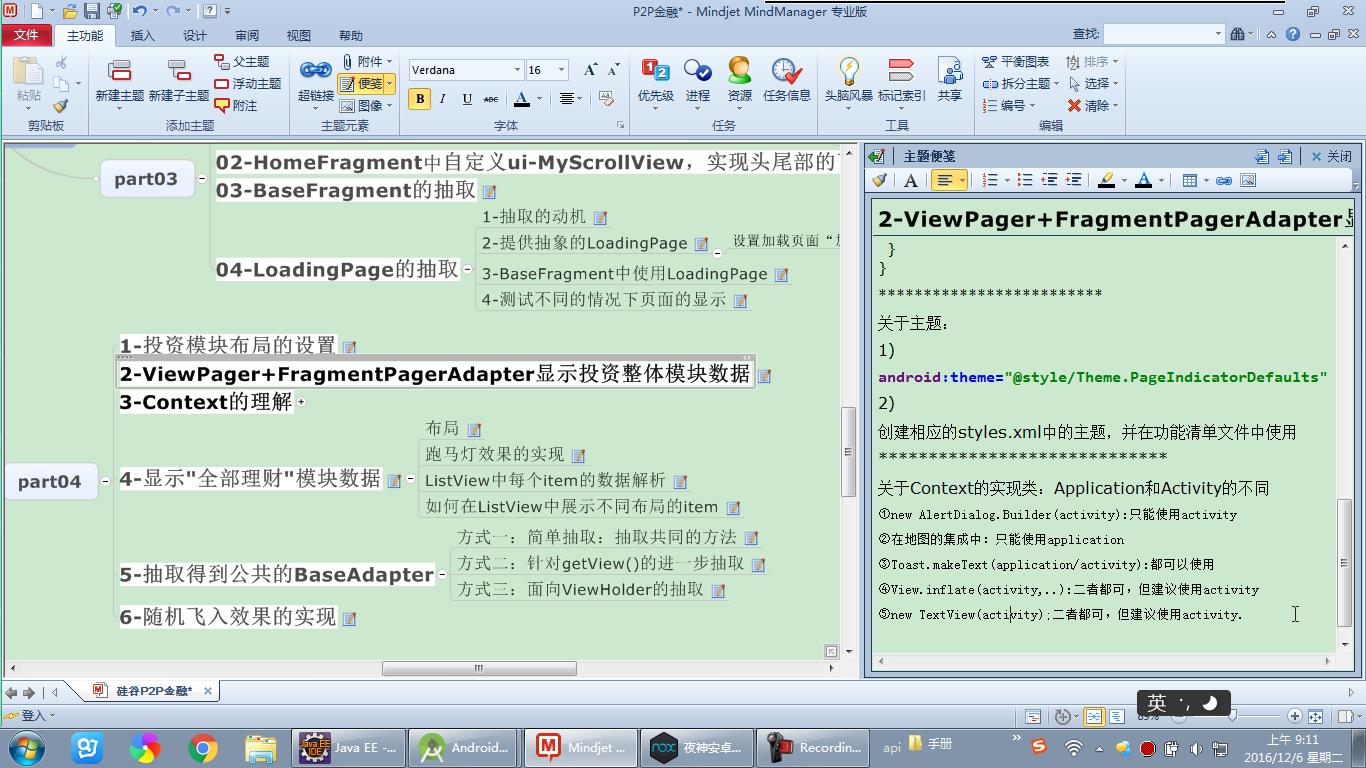 P2P金融* - Mindjet MindManager 专业版
文件 主功能 插入 设计 审阅 视图 帮助 查找:
粘贴 新建主题 新建子主题 父主题 浮动主题 附注 超链接 附件 便笺 图像
Verdana 16
B I U ABC A
优先级 进程 资源 任务信息 头脑风暴 标记索引 共享 平衡图表 拆分主题 编号 排序 选择 清除
剪贴板 添加主题 主题元素 字体 任务 工具 编辑
part03
02-HomeFragment中自定义ui-MyScrollView，实现头尾部的
03-BaseFragment的抽取
04-LoadingPage的抽取
1-抽取的动机
2-提供抽象的LoadingPage
设置加载页面“
3-BaseFragment中使用LoadingPage
4-测试不同的情况下页面的显示
part04
1-投资模块布局的设置
2-ViewPager+FragmentPagerAdapter显示投资整体模块数据
3-Context的理解
4-显示"全部理财"模块数据
布局
跑马灯效果的实现
ListView中每个item的数据解析
如何在ListView中展示不同布局的item
5-抽取得到公共的BaseAdapter
方式一：简单抽取：抽取共同的方法
方式二：针对getView()的进一步抽取
方式三：面向ViewHolder的抽取
6-随机飞入效果的实现
主题便笺 关闭
2-ViewPager+FragmentPagerAdapter
}
}
*************************
关于主题：
1)
android:theme="@style/Theme.PageIndicatorDefaults"
2)
创建相应的styles.xml中的主题，并在功能清单文件中使用
*****************************
关于Context的实现类：Application和Activity的不同
①new AlertDialog.Builder(activity):只能使用activity
②在地图的集成中：只能使用application
③Toast.makeText(application/activity):都可以使用
④View.inflate(activity,..):二者都可，但建议使用activity
⑤new TextView(activity);二者都可，但建议使用activity.
硅谷P2P金融*
登入
英
89%
Java EE -...
Android...
Mindjet ...
夜神安卓...
Recordin...
api
手册
上午 9:11
2016/12/6 星期二